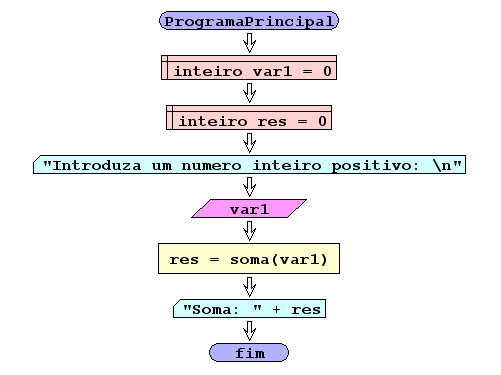 ProgramaPrincipal
inteiro var1 = 0
inteiro res = 0
"Introduza um numero inteiro positivo: \n"
var1
res = soma(var1)
"Soma: " + res
fim